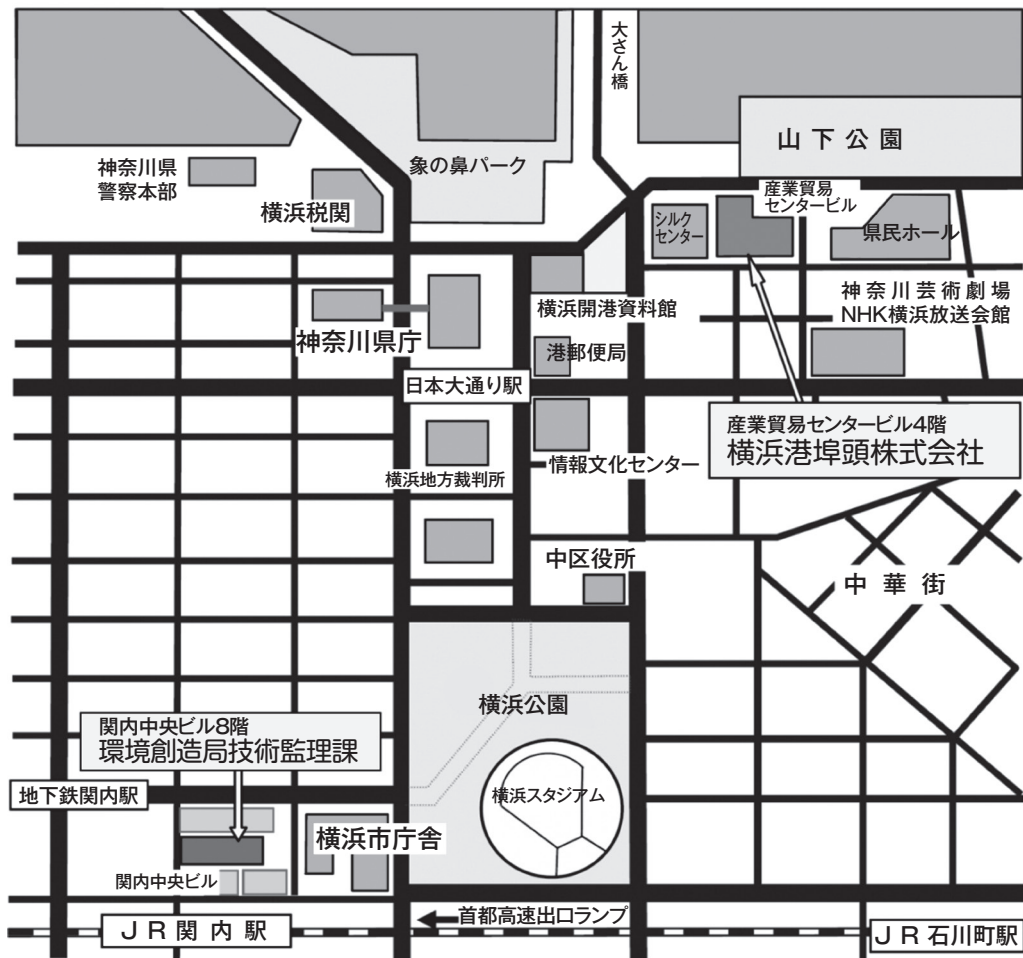 大さん橋
山下公園
象の鼻パーク
神奈川県
警察本部
横浜税関
産業貿易
センタービル
シルク
センター
県民ホール
横浜開港資料館
神奈川芸術劇場
NHK横浜放送会館
神奈川県庁
港郵便局
日本大通り駅
産業貿易センタービル4階
横浜港埠頭株式会社
情報文化センター
横浜地方裁判所
中区役所
中華街
横浜公園
関内中央ビル8階
環境創造局技術監理課
地下鉄関内駅
横浜スタジアム
横浜市庁舎
関内中央ビル
首都高速出口ランプ
JR関内駅
JR石川町駅